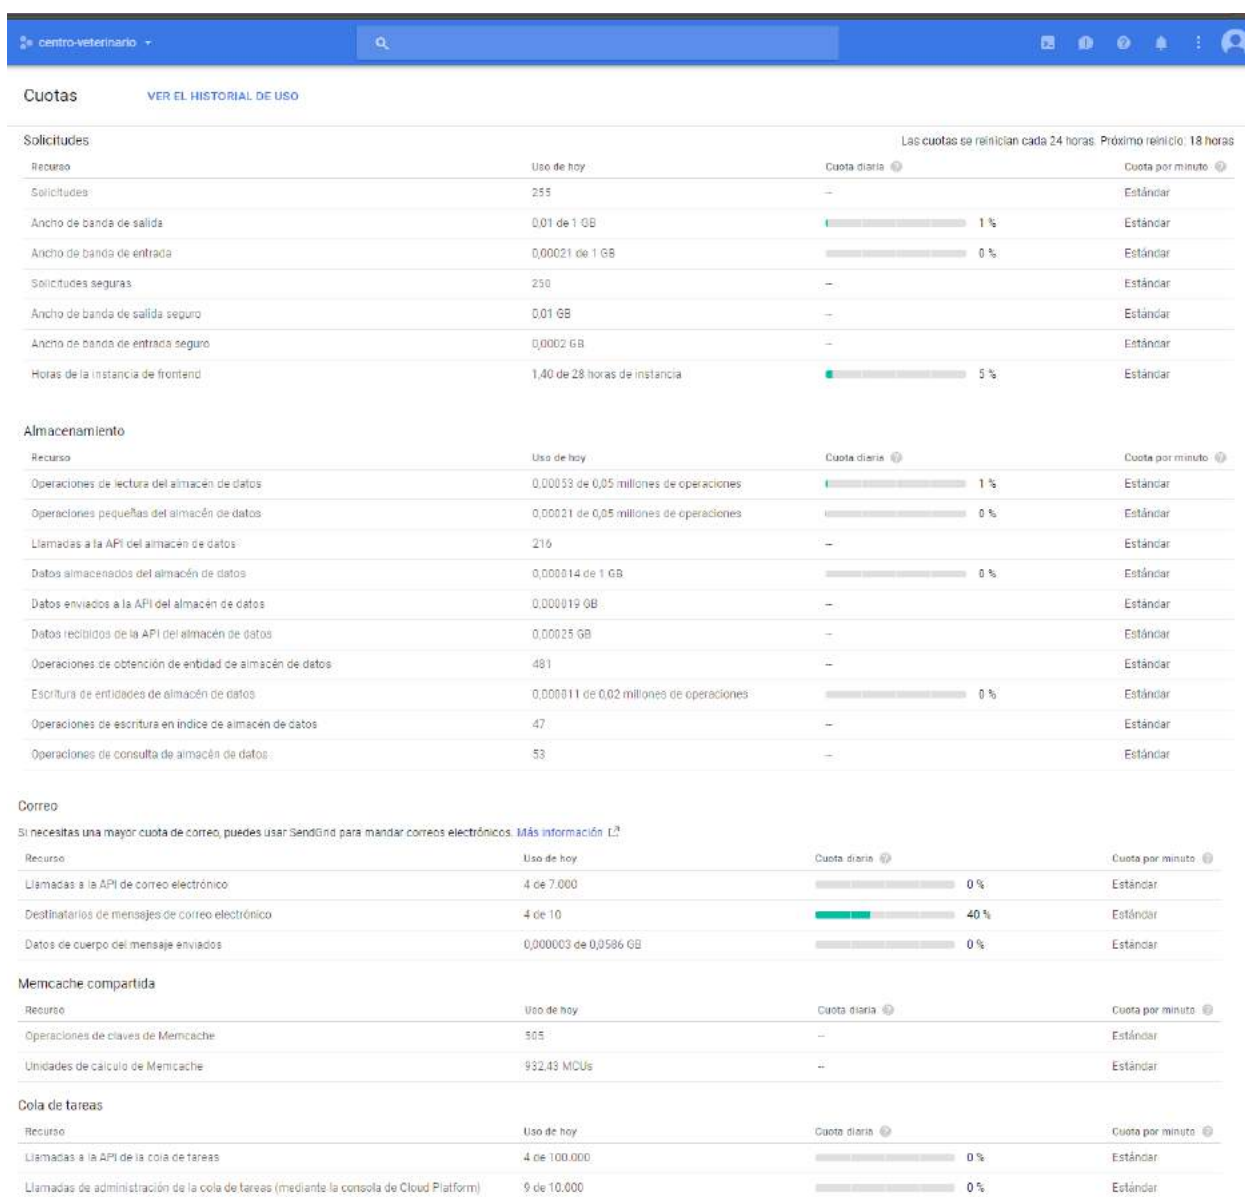 centro-veterinario
Cuotas VER EL HISTORIAL DE USO
Solicitudes Las cuotas se reinician cada 24 horas. Próximo reinicio: 18 horas
Recurso Uso de hoy Cuota diaria Cuota por minuto
Solicitudes 255 -- Estándar
Ancho de banda de salida 0,01 de 1 GB 1 % Estándar
Ancho de banda de entrada 0,00021 de 1 GB 0 % Estándar
Solicitudes seguras 250 -- Estándar
Ancho de banda de salida seguro 0,01 GB -- Estándar
Ancho de banda de entrada seguro 0,0002 GB -- Estándar
Horas de la instancia de frontend 1,40 de 28 horas de instancia 5 % Estándar
Almacenamiento
Recurso Uso de hoy Cuota diaria Cuota por minuto
Operaciones de lectura del almacén de datos 0,00053 de 0,05 millones de operaciones 1 % Estándar
Operaciones pequeñas del almacén de datos 0,00021 de 0,05 millones de operaciones 0 % Estándar
Llamadas a la API del almacén de datos 216 -- Estándar
Datos almacenados del almacén de datos 0,000014 de 1 GB 0 % Estándar
Datos enviados a la API del almacén de datos 0,000019 GB -- Estándar
Datos recibidos de la API del almacén de datos 0,00025 GB -- Estándar
Operaciones de obtención de entidad de almacén de datos 481 -- Estándar
Escritura de entidades de almacén de datos 0,000011 de 0,02 millones de operaciones 0 % Estándar
Operaciones de escritura en índice de almacén de datos 47 -- Estándar
Operaciones de consulta de almacén de datos 53 -- Estándar
Correo
Si necesitas una mayor cuota de correo, puedes usar SendGrid para mandar correos electrónicos. Más información
Recurso Uso de hoy Cuota diaria Cuota por minuto
Llamadas a la API de correo electrónico 4 de 7.000 0 % Estándar
Destinatarios de mensajes de correo electrónico 4 de 10 40 % Estándar
Datos de cuerpo del mensaje enviados 0,000003 de 0,0586 GB 0 % Estándar
Memcache compartida
Recurso Uso de hoy Cuota diaria Cuota por minuto
Operaciones de claves de Memcache 505 -- Estándar
Unidades de cálculo de Memcache 932,43 MCUs -- Estándar
Cola de tareas
Recurso Uso de hoy Cuota diaria Cuota por minuto
Llamadas a la API de la cola de tareas 4 de 100.000 0 % Estándar
Llamadas de administración de la cola de tareas (mediante la consola de Cloud Platform) 9 de 10.000 0 % Estándar